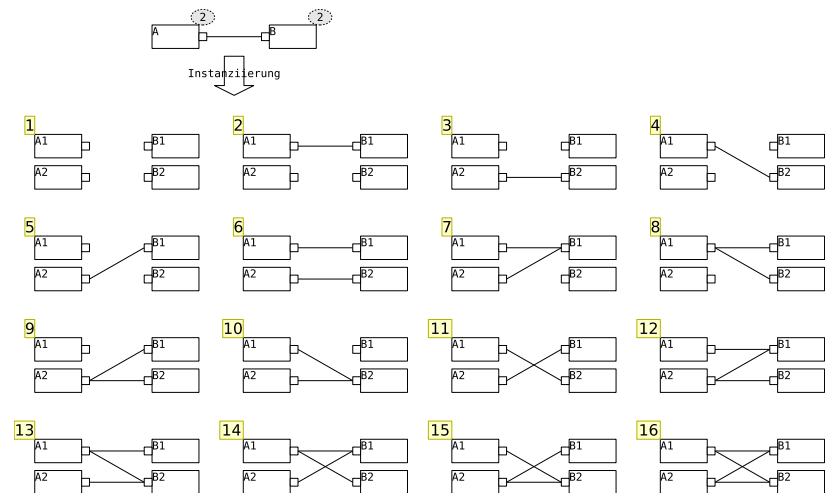 2 2
A B
Instanziierung
1 2 3 4
A1 B1 A1 B1 A1 B1 A1 B1
A2 B2 A2 B2 A2 B2 A2 B2
5 6 7 8
A1 B1 A1 B1 A1 B1 A1 B1
A2 B2 A2 B2 A2 B2 A2 B2
9 10 11 12
A1 B1 A1 B1 A1 B1 A1 B1
A2 B2 A2 B2 A2 B2 A2 B2
13 14 15 16
A1 B1 A1 B1 A1 B1 A1 B1
A2 B2 A2 B2 A2 B2 A2 B2